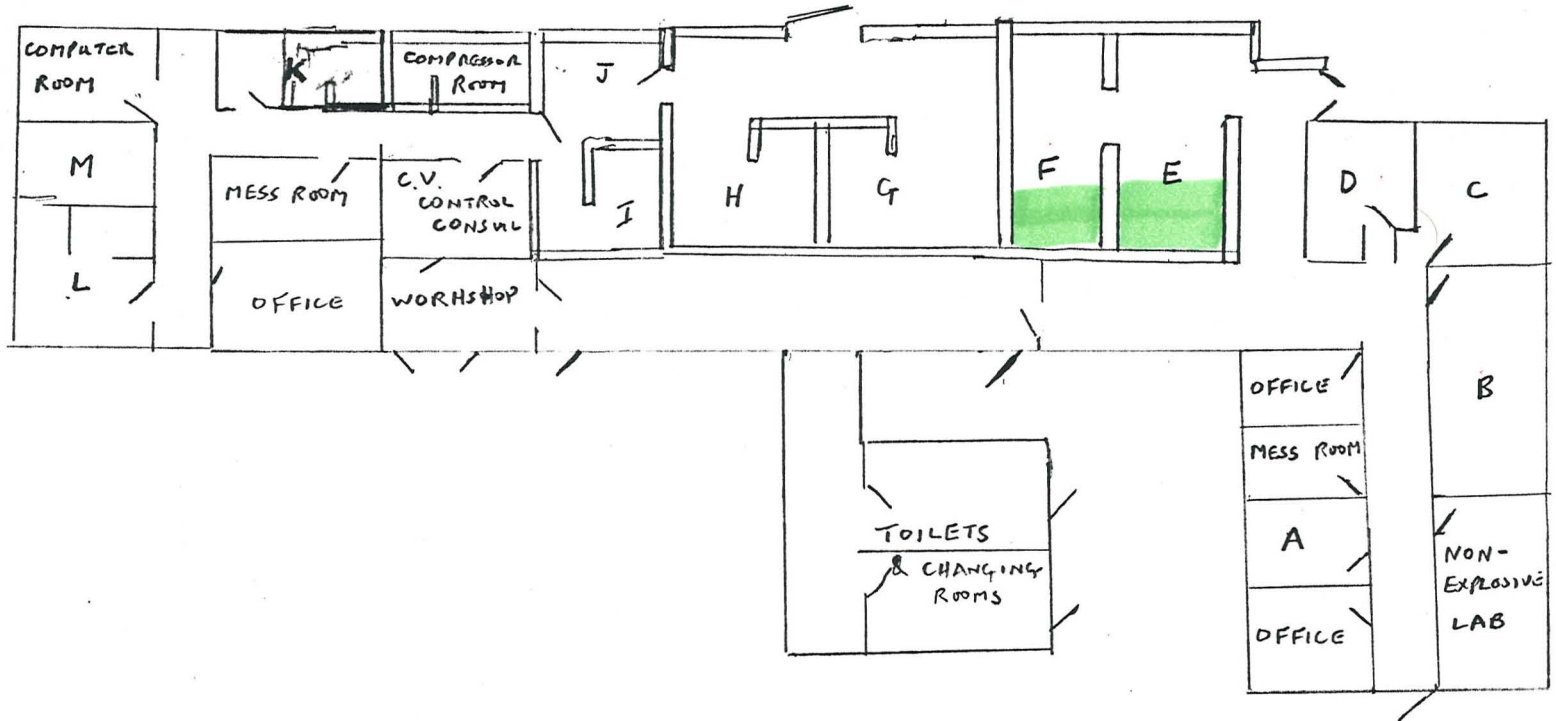 COMPUTER
ROOM
K
COMPRESSOR
ROOM
J
M
MESS ROOM
C.V.
CONTROL
CONSUL
I
H
G
F
E
D
C
L
OFFICE
WORHSHOP
OFFICE
B
MESS ROOM
TOILETS
& CHANGING
ROOMS
A
NON-
EXPLOSIVE
LAB
OFFICE